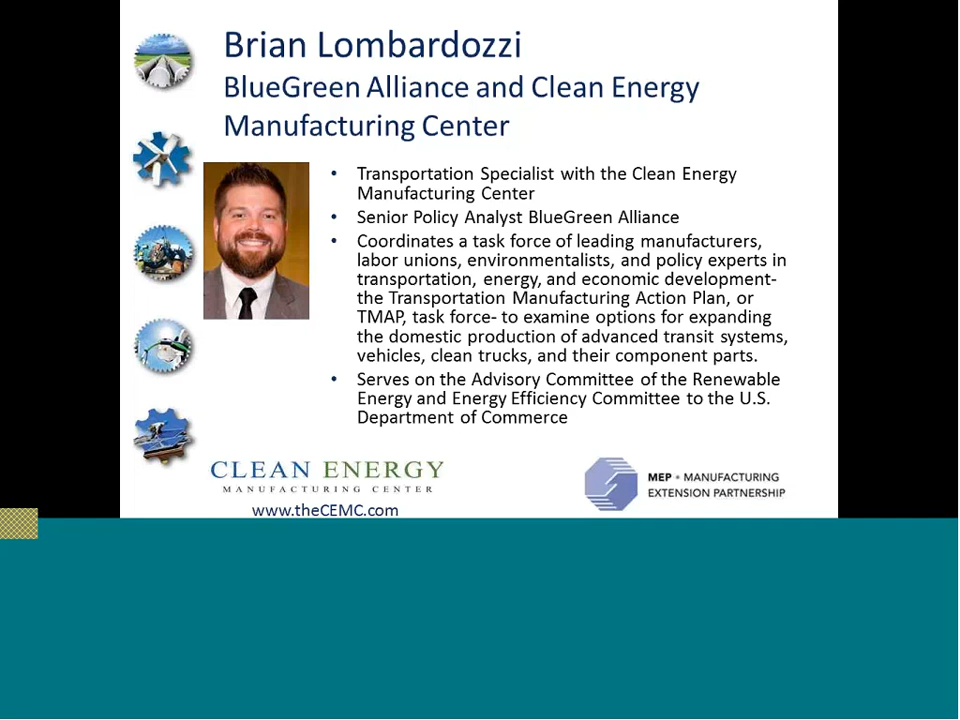 Brian Lombardozzi
BlueGreen Alliance and Clean Energy
Manufacturing Center
• Transportation Specialist with the Clean Energy
Manufacturing Center
• Senior Policy Analyst BlueGreen Alliance
• Coordinates a task force of leading manufacturers,
labor unions, environmentalists, and policy experts in
transportation, energy, and economic development-
the Transportation Manufacturing Action Plan, or
TMAP, task force- to examine options for expanding
the domestic production of advanced transit systems,
vehicles, clean trucks, and their component parts.
• Serves on the Advisory Committee of the Renewable
Energy and Energy Efficiency Committee to the U.S.
Department of Commerce
CLEAN ENERGY
MANUFACTURING CENTER
www.theCEMC.com
MEP • MANUFACTURING
EXTENSION PARTNERSHIP